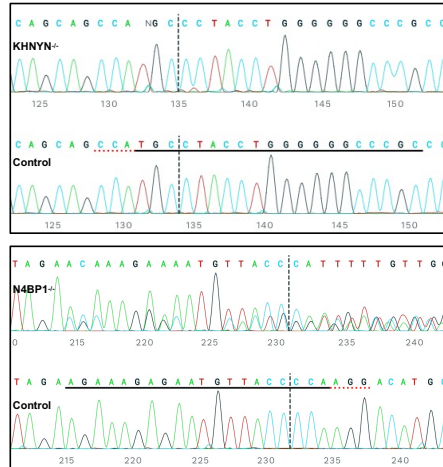 C A G C A G C C A N G C C C T A C C T G G G G G G C C C G C C
KHNYN-/-
125 130 135 140 145 150
C A G C A G C C A T G C C T A C C T G G G G G G C C C G C C C
Control
125 130 135 140 145 150
T A G A A C A A A G A A A A T G T T A C C C A T T T T T G T T G G
N4BP1-/-
0 215 220 225 230 235 240
T A G A A G A A A G A G A A T G T T A C C C C A A G G A C A T G G
Control
215 220 225 230 235 240